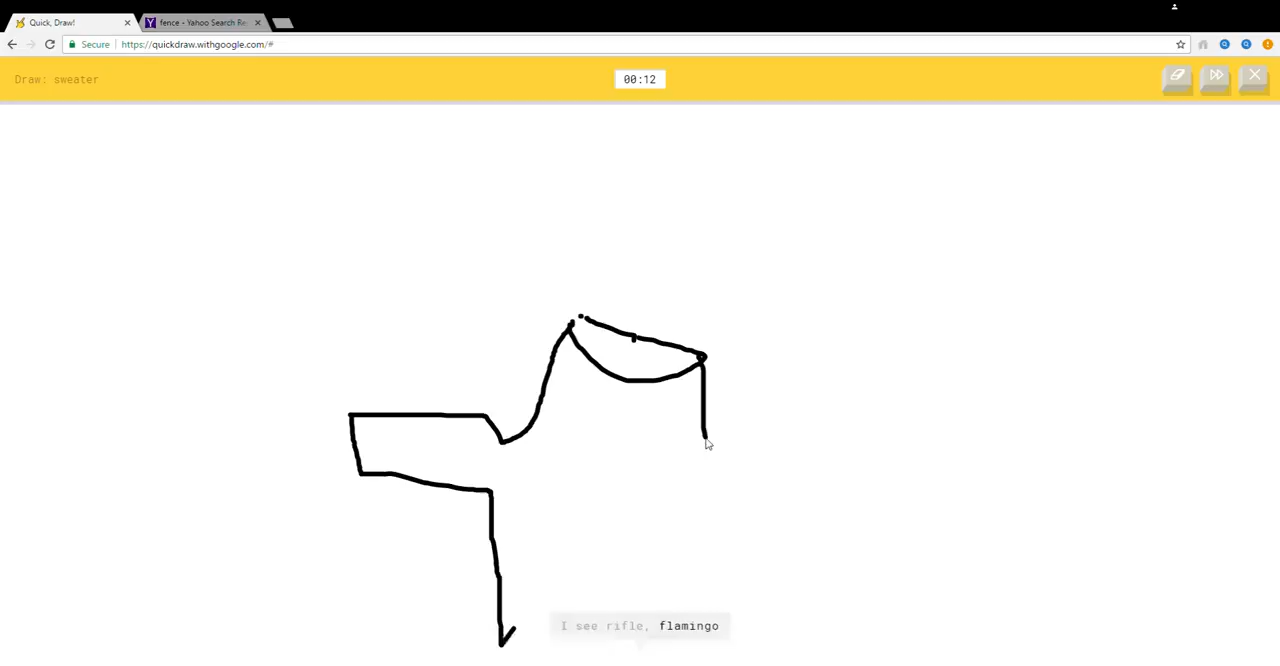 Quick, Draw!
fence - Yahoo Search Re
Secure
https://quickdraw.withgoogle.com/#
Draw: sweater
00:12
I see rifle, flamingo